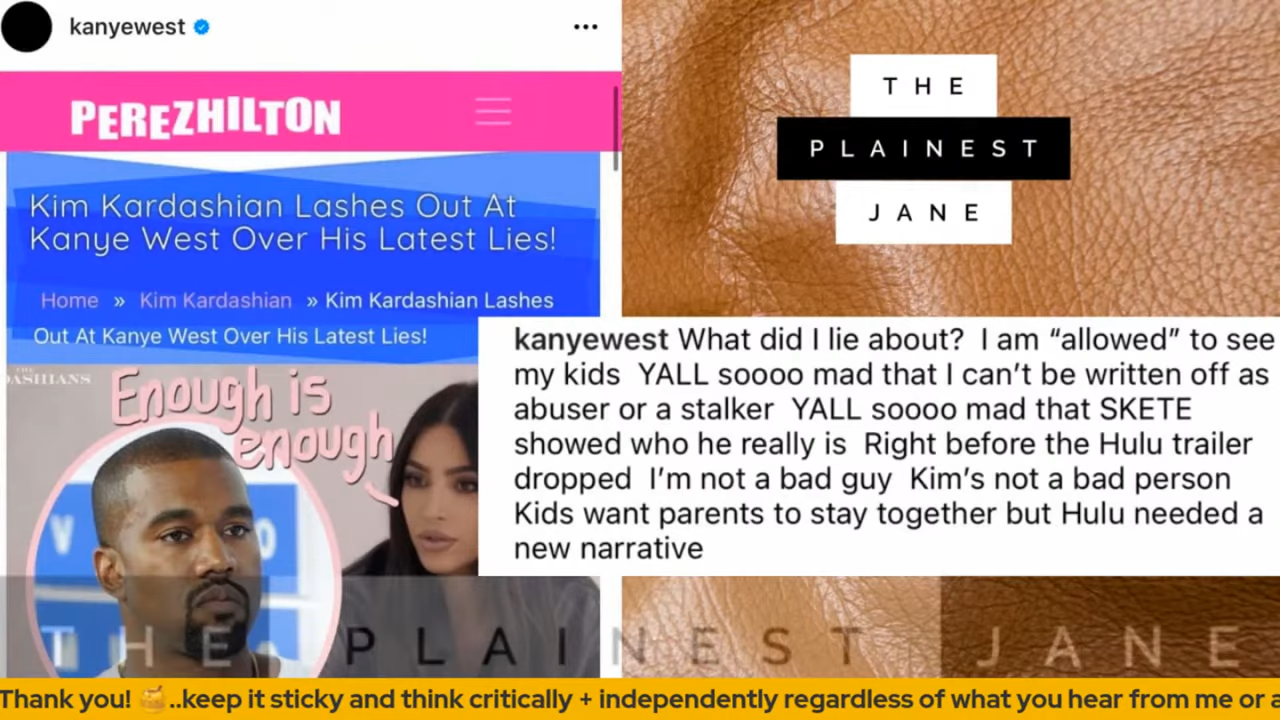 kanyewest
PEREZHILTON
Kim Kardashian Lashes Out At
Kanye West Over His Latest Lies!
Home » Kim Kardashian » Kim Kardashian Lashes
Out At Kanye West Over His Latest Lies!
Enough is
enough
THE
PLAINEST
JANE
kanyewest What did I lie about? I am “allowed” to see
my kids YALL soooo mad that I can’t be written off as
abuser or a stalker YALL soooo mad that SKETE
showed who he really is Right before the Hulu trailer
dropped I’m not a bad guy Kim’s not a bad person
Kids want parents to stay together but Hulu needed a
new narrative
THE PLAINEST JANE
Thank you! 🍯..keep it sticky and think critically + independently regardless of what you hear from me or a